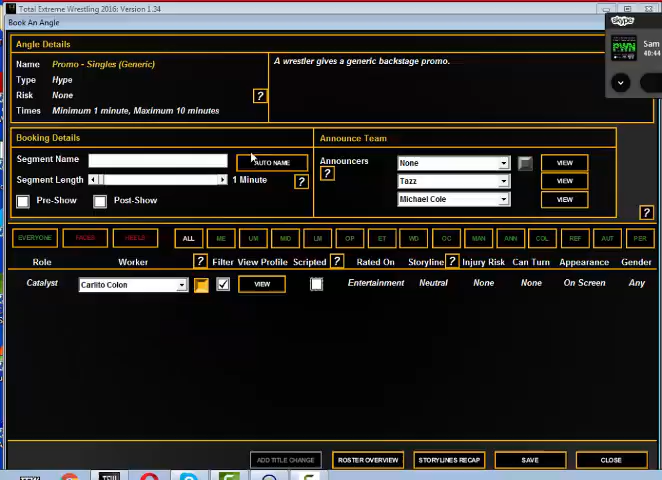 Total Extreme Wrestling 2016: Version 1.34
Book An Angle
skype
Angle Details
Name Promo - Singles (Generic)
A wrestler gives a generic backstage promo.
PWN
Sam
40:44
Type Hype
Risk None
?
Times Minimum 1 minute, Maximum 10 minutes
Booking Details
Announce Team
Segment Name
AUTO NAME
Announcers
None
VIEW
?
Segment Length
1 Minute
?
Tazz
VIEW
Pre-Show
Post-Show
Michael Cole
VIEW
?
EVERYONE FACES HEELS ALL ME UM MID LM OP ET WD OC MAN ANN COL REF AUT PER
Role Worker ? Filter View Profile Scripted ? Rated On Storyline ? Injury Risk Can Turn Appearance Gender
Catalyst Carlito Colon VIEW Entertainment Neutral None None On Screen Any
ADD TITLE CHANGE ROSTER OVERVIEW STORYLINES RECAP SAVE CLOSE
TEW